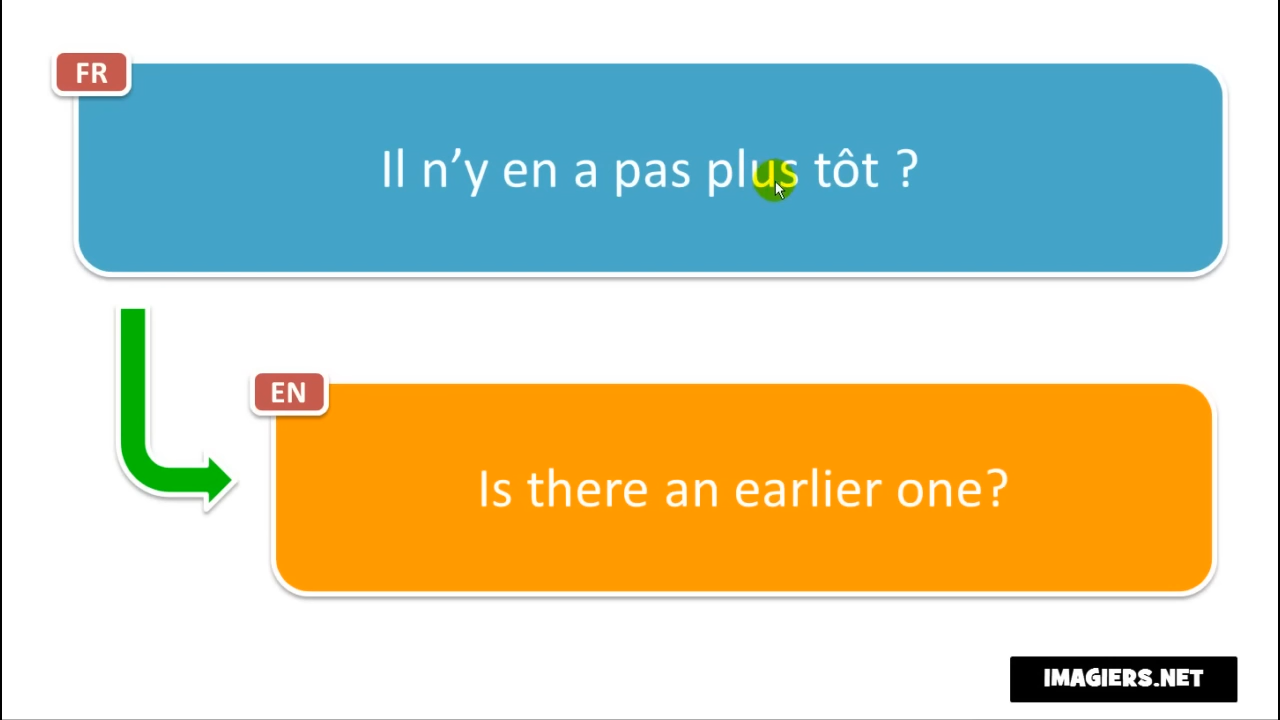 FR
Il n’y en a pas plus tôt ?
EN
Is there an earlier one?
IMAGIERS.NET